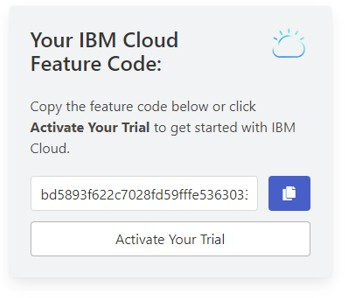 Your IBM Cloud
Feature Code:
Copy the feature code below or click
Activate Your Trial to get started with IBM
Cloud.
bd5893f622c7028fd59fffe536303
Activate Your Trial